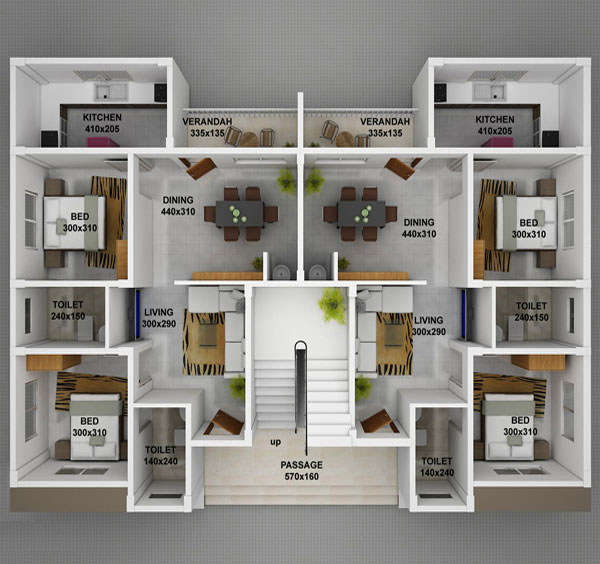 KITCHEN
410x205
VERANDAH
335x135
VERANDAH
335x135
KITCHEN
410x205
BED
300x310
DINING
440x310
DINING
440x310
BED
300x310
TOILET
240x150
LIVING
300x290
LIVING
300x290
TOILET
240x150
BED
300x310
TOILET
140x240
up
PASSAGE
570x160
TOILET
140x240
BED
300x310